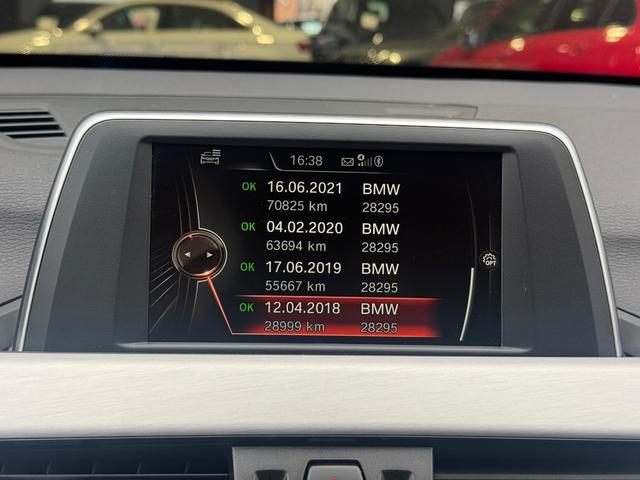 16:38
OK 16.06.2021 BMW
70825 km 28295
OK 04.02.2020 BMW
63694 km 28295
OK 17.06.2019 BMW
55667 km 28295
OK 12.04.2018 BMW
28999 km 28295
OPT